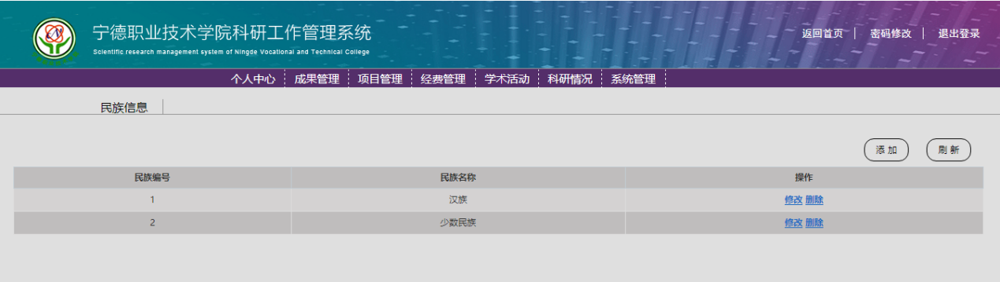 宁德职业技术学院科研工作管理系统
Scientific research management system of Ningde Vocational and Technical College
返回首页 | 密码修改 | 退出登录
个人中心 成果管理 项目管理 经费管理 学术活动 科研情况 系统管理
民族信息
添加 刷新
民族编号 民族名称 操作
1 汉族 修改 删除
2 少数民族 修改 删除